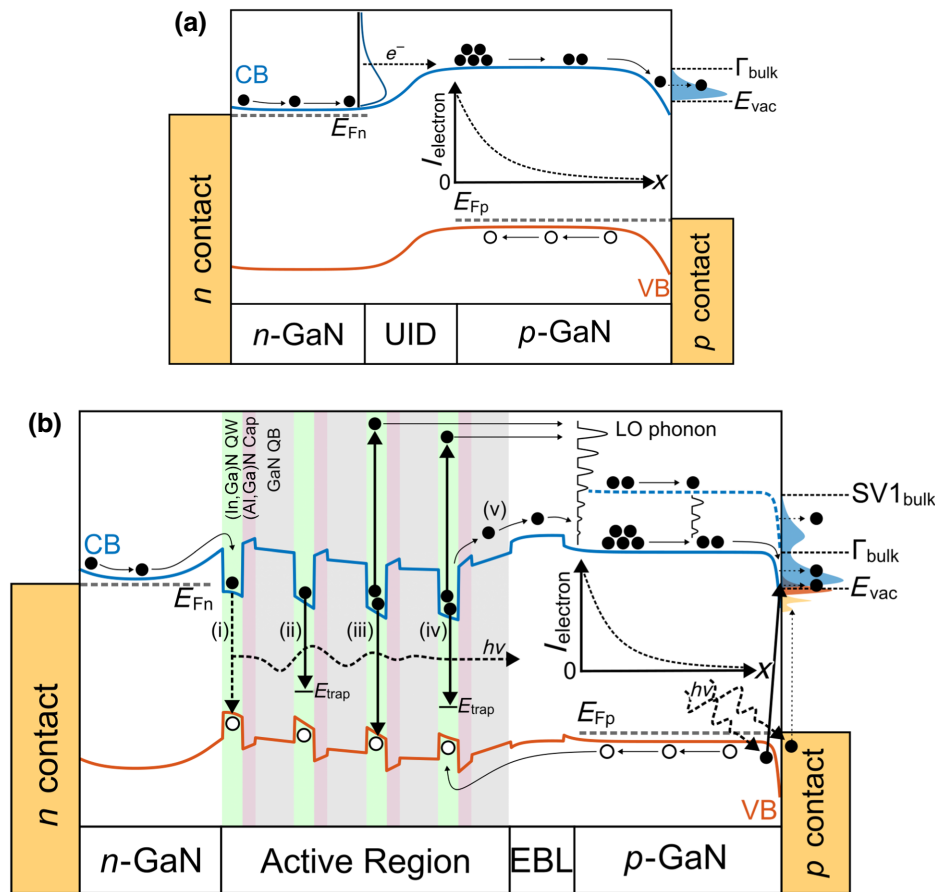 (a)
CB
e⁻
Γbulk
Evac
EFn
Ielectron
0
x
EFp
VB
n contact
p contact
n-GaN
UID
p-GaN
(b)
(In,Ga)N QW
(Al,Ga)N Cap
GaN QB
LO phonon
SV1bulk
(v)
CB
Γbulk
EFn
Evac
(i)
(ii)
(iii)
(iv)
Ielectron
hν
0
x
Etrap
Etrap
hν
EFp
VB
n contact
p contact
n-GaN
Active Region
EBL
p-GaN